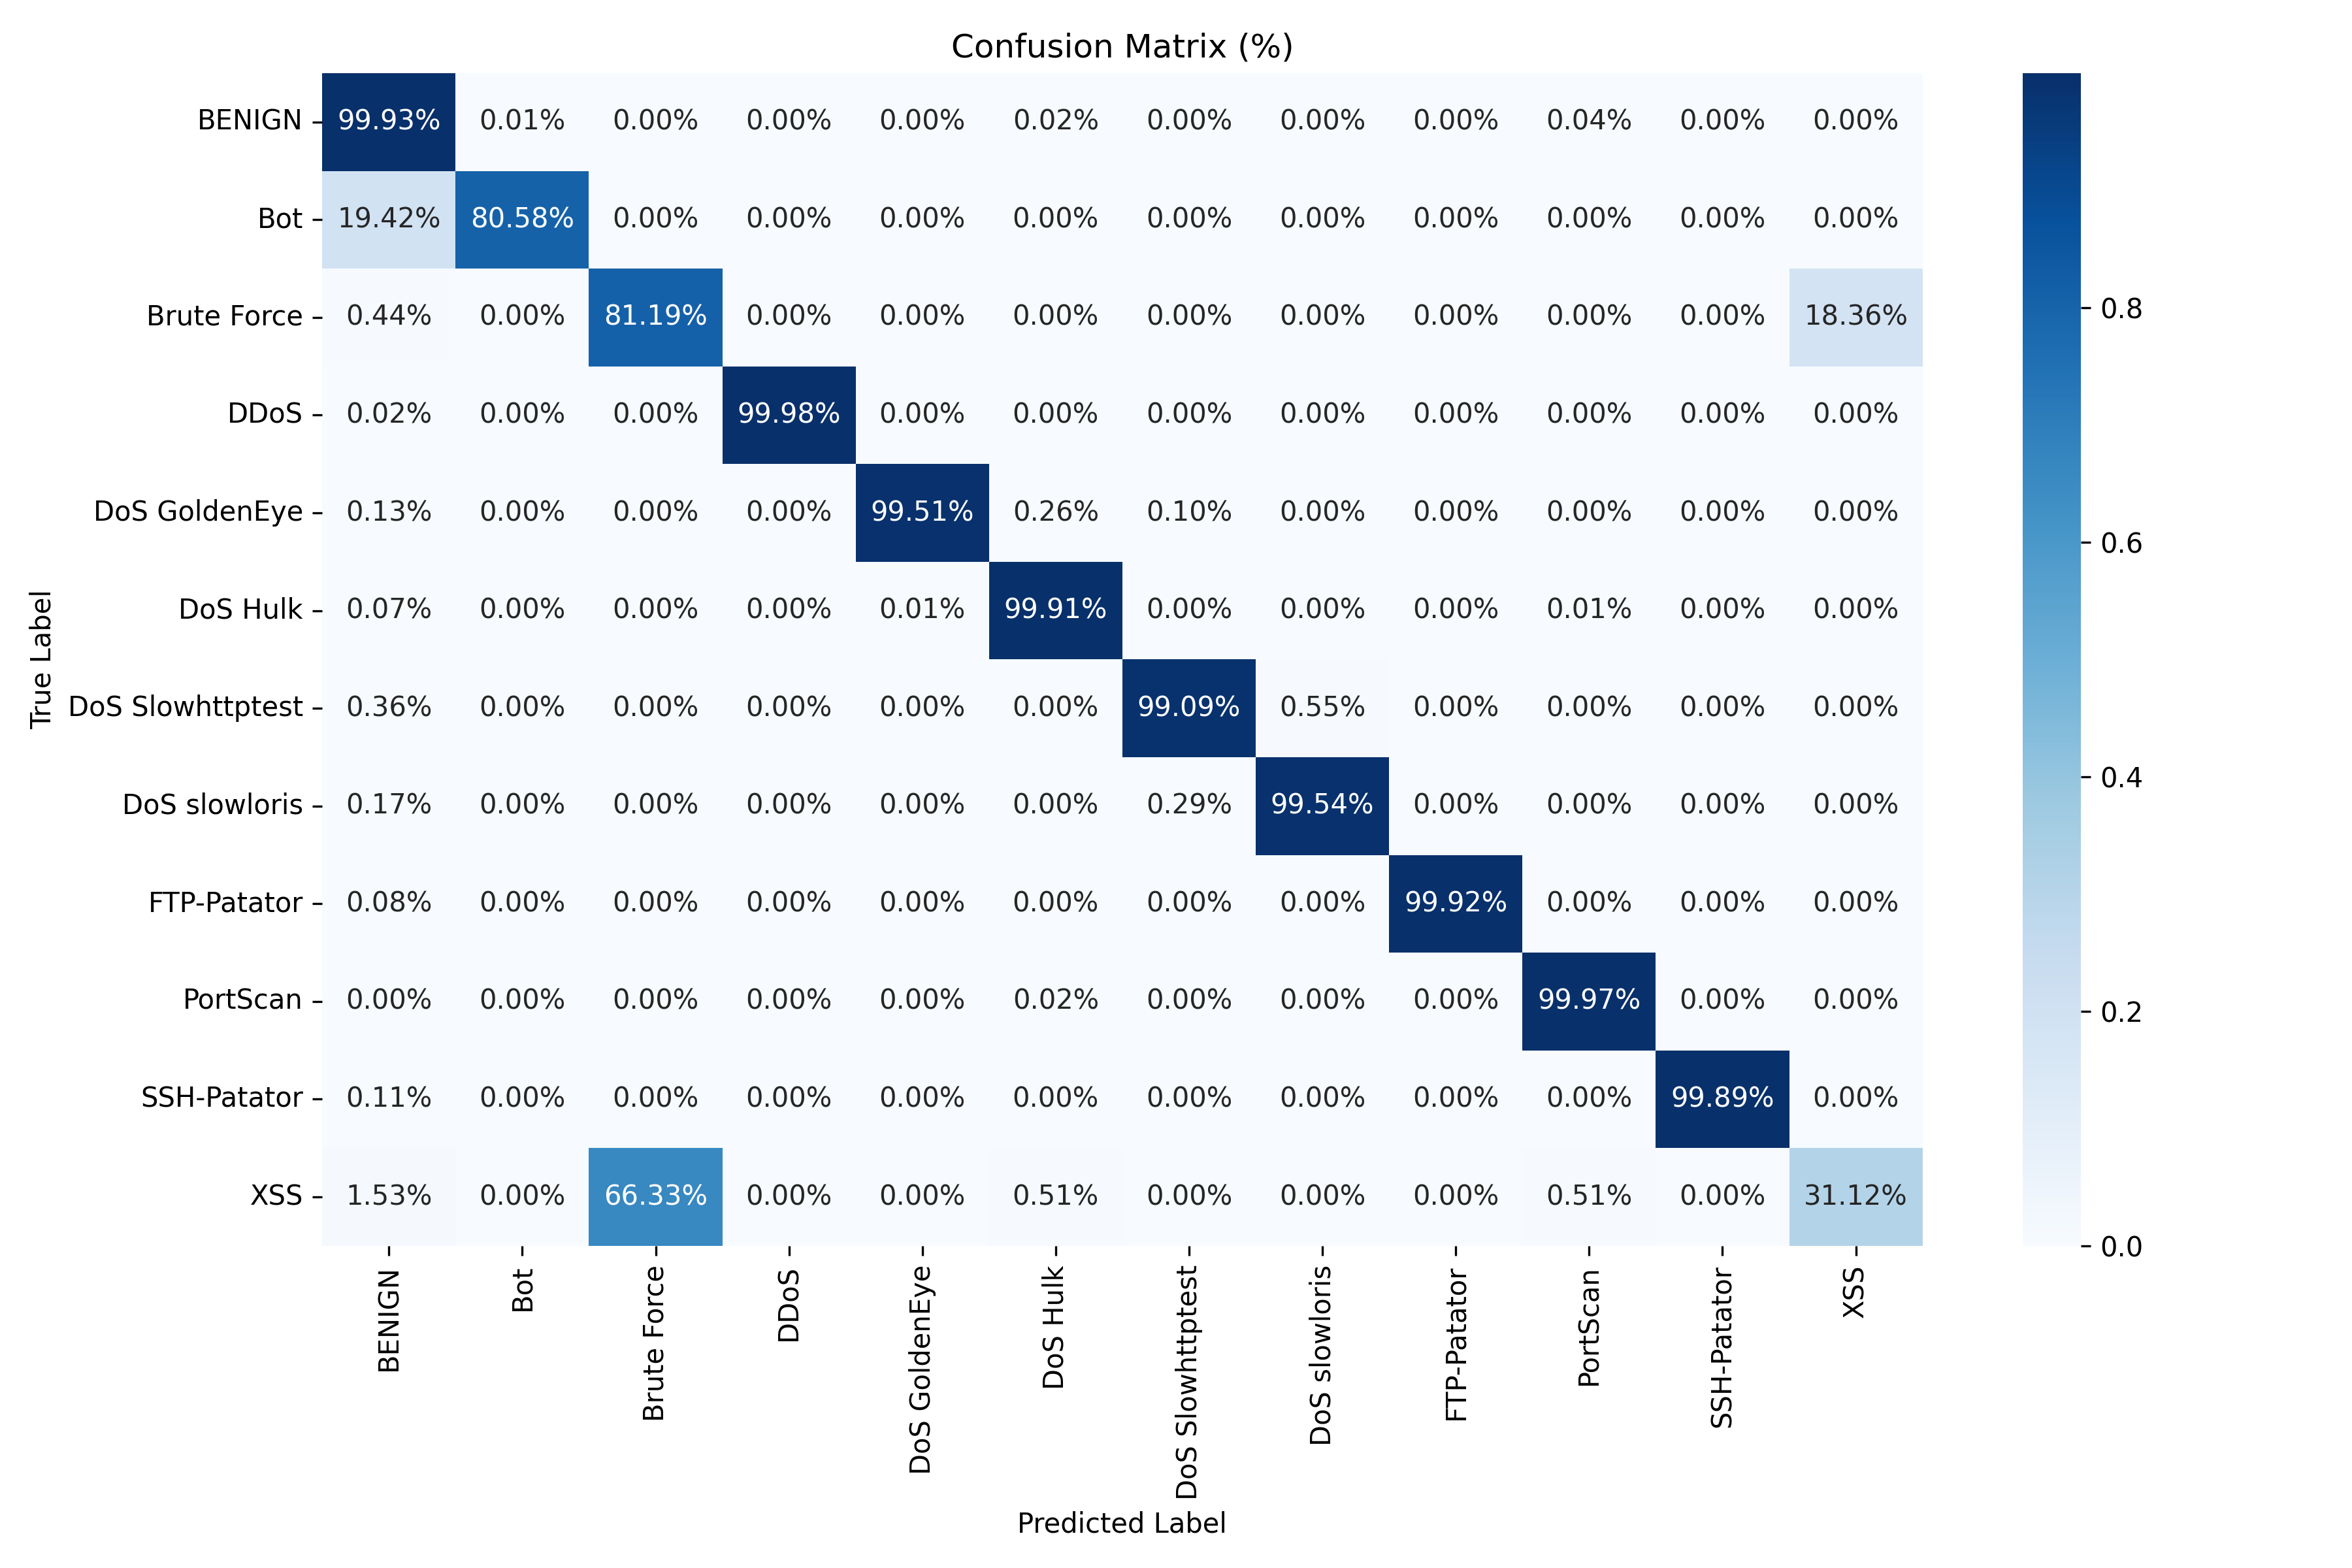 Confusion Matrix (%)
BENIGN 99.93% 0.01% 0.00% 0.00% 0.00% 0.02% 0.00% 0.00% 0.00% 0.04% 0.00% 0.00%
Bot 19.42% 80.58% 0.00% 0.00% 0.00% 0.00% 0.00% 0.00% 0.00% 0.00% 0.00% 0.00%
Brute Force 0.44% 0.00% 81.19% 0.00% 0.00% 0.00% 0.00% 0.00% 0.00% 0.00% 0.00% 18.36%
DDoS 0.02% 0.00% 0.00% 99.98% 0.00% 0.00% 0.00% 0.00% 0.00% 0.00% 0.00% 0.00%
DoS GoldenEye 0.13% 0.00% 0.00% 0.00% 99.51% 0.26% 0.10% 0.00% 0.00% 0.00% 0.00% 0.00%
DoS Hulk 0.07% 0.00% 0.00% 0.00% 0.01% 99.91% 0.00% 0.00% 0.00% 0.01% 0.00% 0.00%
DoS Slowhttptest 0.36% 0.00% 0.00% 0.00% 0.00% 0.00% 99.09% 0.55% 0.00% 0.00% 0.00% 0.00%
DoS slowloris 0.17% 0.00% 0.00% 0.00% 0.00% 0.00% 0.29% 99.54% 0.00% 0.00% 0.00% 0.00%
FTP-Patator 0.08% 0.00% 0.00% 0.00% 0.00% 0.00% 0.00% 0.00% 99.92% 0.00% 0.00% 0.00%
PortScan 0.00% 0.00% 0.00% 0.00% 0.00% 0.02% 0.00% 0.00% 0.00% 99.97% 0.00% 0.00%
SSH-Patator 0.11% 0.00% 0.00% 0.00% 0.00% 0.00% 0.00% 0.00% 0.00% 0.00% 99.89% 0.00%
XSS 1.53% 0.00% 66.33% 0.00% 0.00% 0.51% 0.00% 0.00% 0.00% 0.51% 0.00% 31.12%
True Label
BENIGN
Bot
Brute Force
DDoS
DoS GoldenEye
DoS Hulk
DoS Slowhttptest
DoS slowloris
FTP-Patator
PortScan
SSH-Patator
XSS
Predicted Label
0.8
0.6
0.4
0.2
0.0